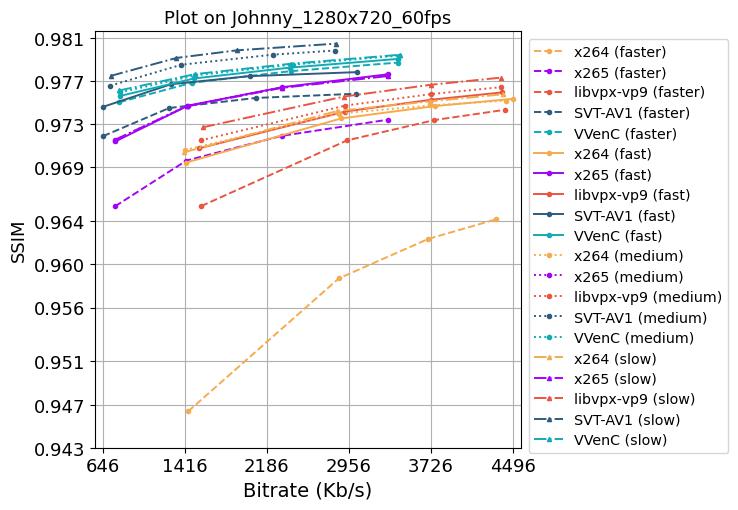 Plot on Johnny_1280x720_60fps
0.981
0.977
0.973
0.969
0.964
0.960
0.956
0.951
0.947
0.943
SSIM
646 1416 2186 2956 3726 4496
Bitrate (Kb/s)
x264 (faster)
x265 (faster)
libvpx-vp9 (faster)
SVT-AV1 (faster)
VVenC (faster)
x264 (fast)
x265 (fast)
libvpx-vp9 (fast)
SVT-AV1 (fast)
VVenC (fast)
x264 (medium)
x265 (medium)
libvpx-vp9 (medium)
SVT-AV1 (medium)
VVenC (medium)
x264 (slow)
x265 (slow)
libvpx-vp9 (slow)
SVT-AV1 (slow)
VVenC (slow)